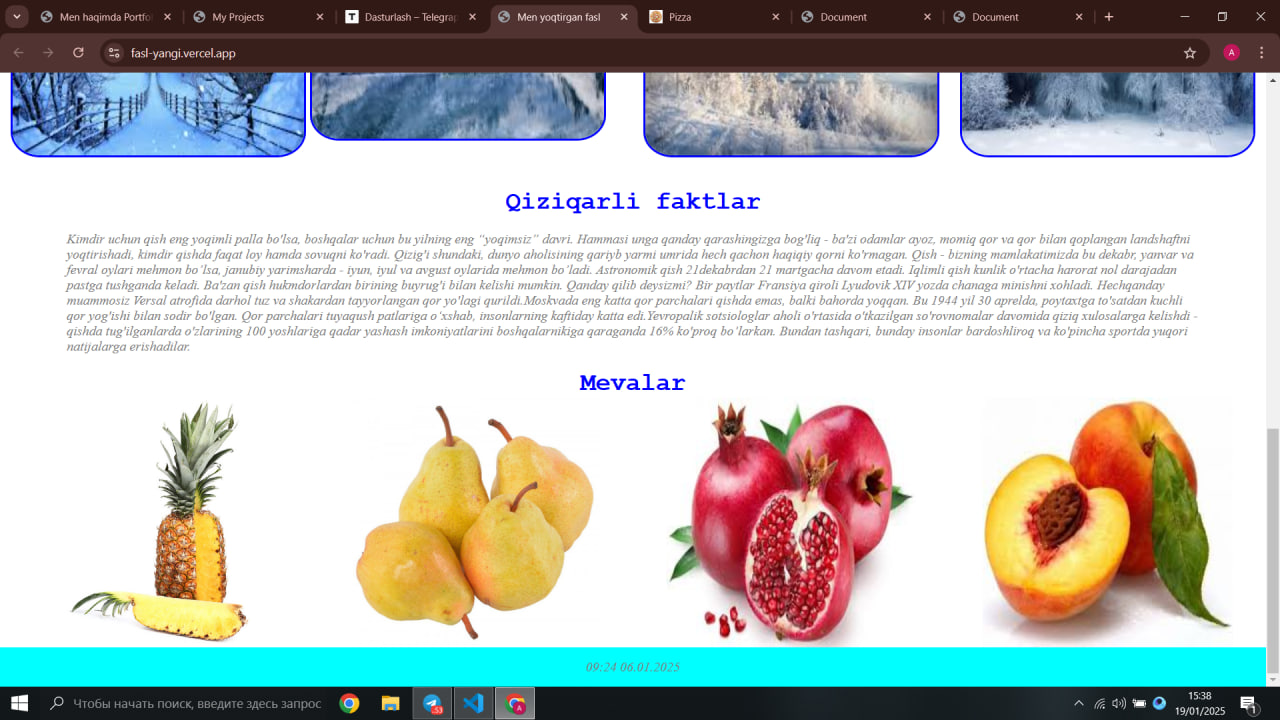 Men haqimda Portfol
My Projects
Dasturlash – Telegrap
Men yoqtirgan fasl
Pizza
Document
Document
fasl-yangi.vercel.app
A
Qiziqarli faktlar
Kimdir uchun qish eng yoqimli palla bo'lsa, boshqalar uchun bu yilning eng “yoqimsiz” davri. Hammasi unga qanday qarashingizga bog'liq - ba'zi odamlar ayoz, momiq qor va qor bilan qoplangan landshaftni
yoqtirishadi, kimdir qishda faqat loy hamda sovuqni ko'radi. Qizig'i shundaki, dunyo aholisining qariyb yarmi umrida hech qachon haqiqiy qorni ko'rmagan. Qish - bizning mamlakatimizda bu dekabr, yanvar va
fevral oylari mehmon bo‘lsa, janubiy yarimsharda - iyun, iyul va avgust oylarida mehmon bo‘ladi. Astronomik qish 21dekabrdan 21 martgacha davom etadi. Iqlimli qish kunlik o'rtacha harorat nol darajadan
pastga tushganda keladi. Ba'zan qish hukmdorlardan birining buyrug'i bilan kelishi mumkin. Qanday qilib deysizmi? Bir paytlar Fransiya qiroli Lyudovik XIV yozda chanaga minishni xohladi. Hechqanday
muammosiz Versal atrofida darhol tuz va shakardan tayyorlangan qor yo'lagi qurildi.Moskvada eng katta qor parchalari qishda emas, balki bahorda yoqqan. Bu 1944 yil 30 aprelda, poytaxtga to'satdan kuchli
qor yog'ishi bilan sodir bo'lgan. Qor parchalari tuyaqush patlariga o‘xshab, insonlarning kaftiday katta edi.Yevropalik sotsiologlar aholi o'rtasida o'tkazilgan so'rovnomalar davomida qiziq xulosalarga kelishdi -
qishda tug'ilganlarda o'zlarining 100 yoshlariga qadar yashash imkoniyatlarini boshqalarnikiga qaraganda 16% ko'proq bo‘larkan. Bundan tashqari, bunday insonlar bardoshliroq va ko'pincha sportda yuqori
natijalarga erishadilar.
Mevalar
09:24 06.01.2025
Чтобы начать поиск, введите здесь запрос
53
A
15:38
19/01/2025
1